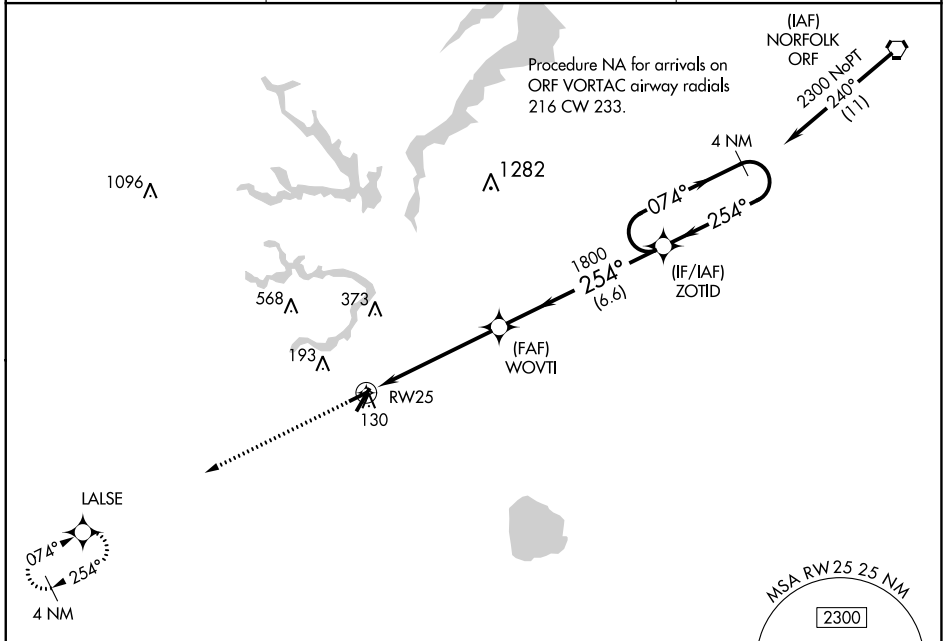 (IAF)
NORFOLK
ORF
Procedure NA for arrivals on
ORF VORTAC airway radials
216 CW 233.
2300 NoPT
240°
(11)
4 NM
1096
1282
074°
254°
1800
254°
(6.6)
(IF/IAF)
ZOTID
568
373
193
(FAF)
WOVTI
RW25
130
LALSE
074°
254°
4 NM
MSA RW 25 25 NM
2300